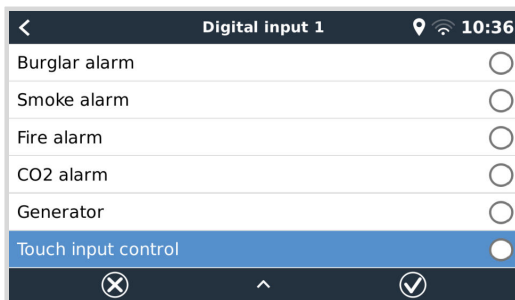 Digital input 1 10:36
Burglar alarm
Smoke alarm
Fire alarm
CO2 alarm
Generator
Touch input control